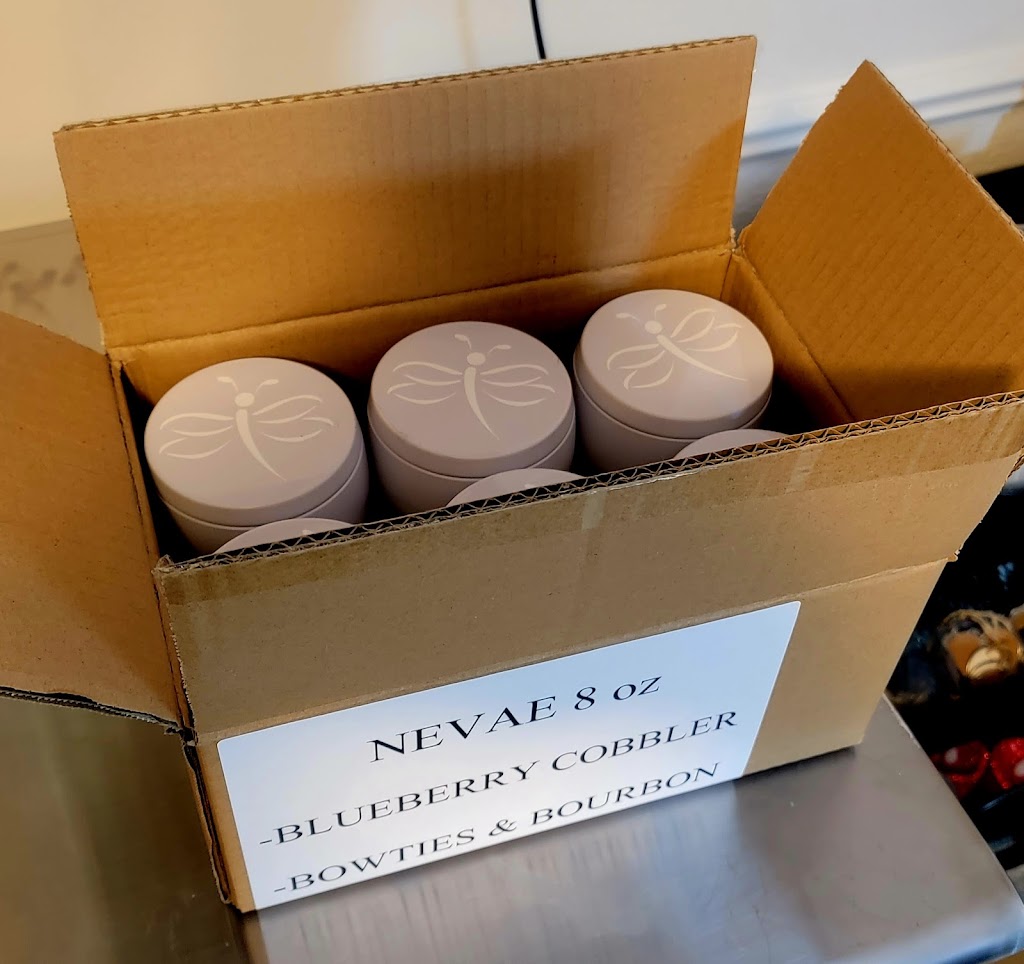 NEVAE 8 oz
-BLUEBERRY COBBLER
-BOWTIES & BOURBON